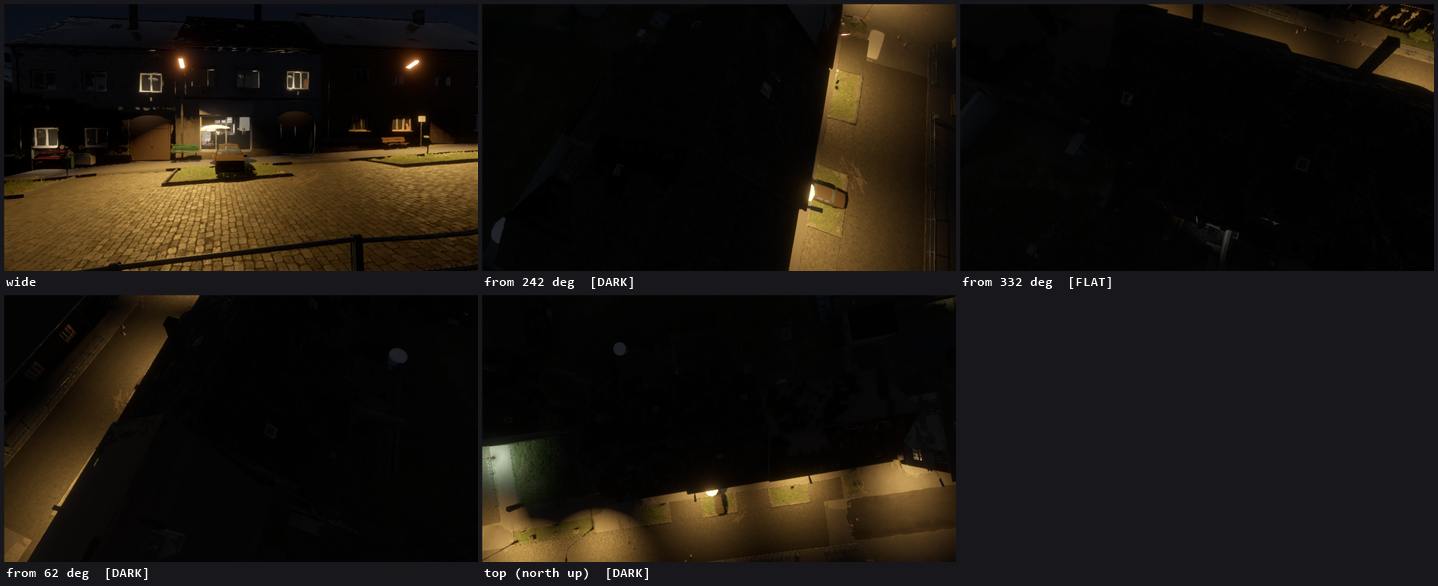 wide
from 242 deg [DARK]
from 332 deg [FLAT]
from 62 deg [DARK]
top (north up) [DARK]